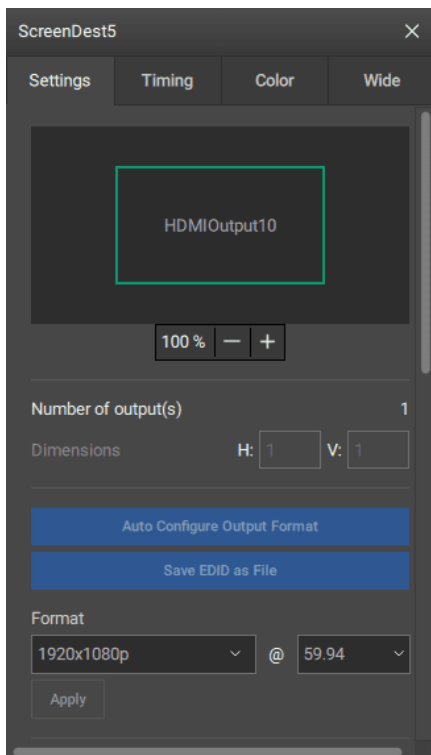 ScreenDest5
Settings Timing Color Wide
HDMIOutput10
100 %
Number of output(s) 1
Dimensions H: 1 V: 1
Auto Configure Output Format
Save EDID as File
Format
1920x1080p @ 59.94
Apply